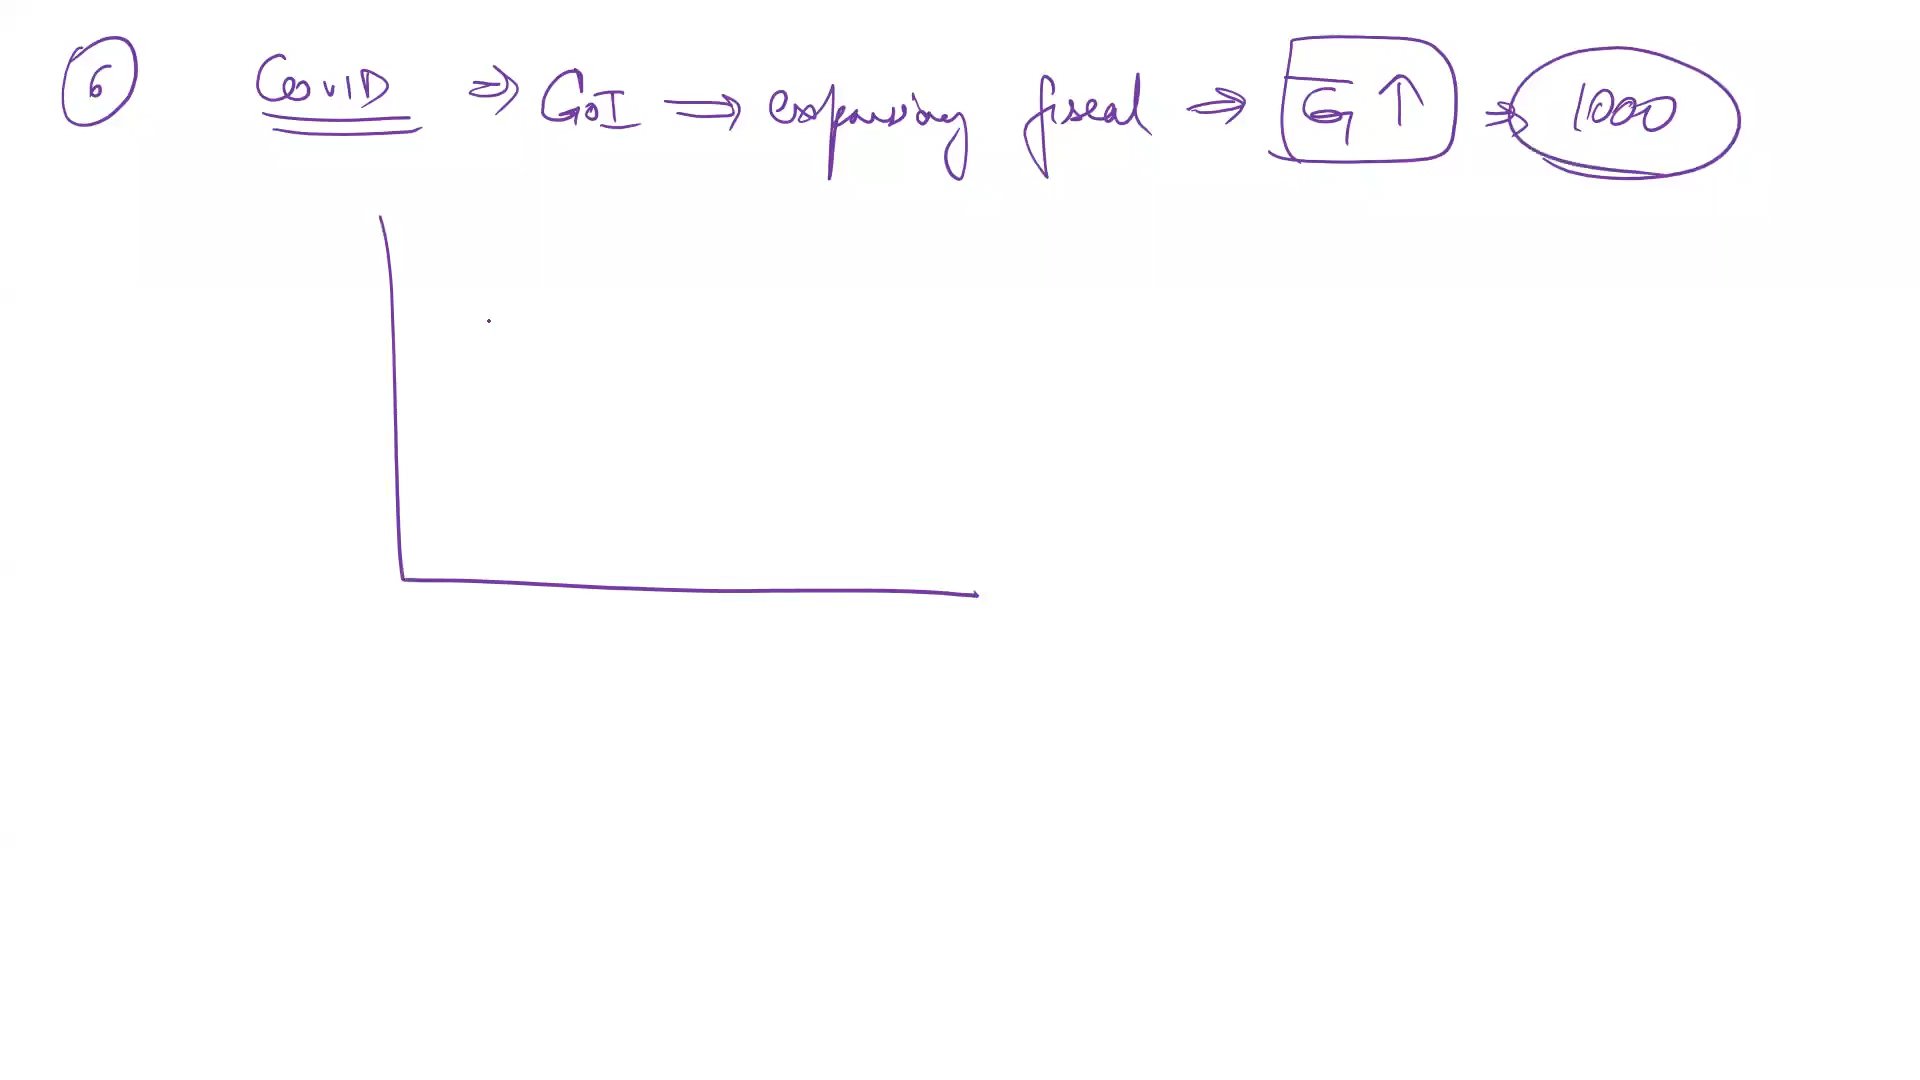 6 COVID ⇒ GoI ⇒ expansionary fiscal ⇒ G̅ ↑ ⇒ 1000